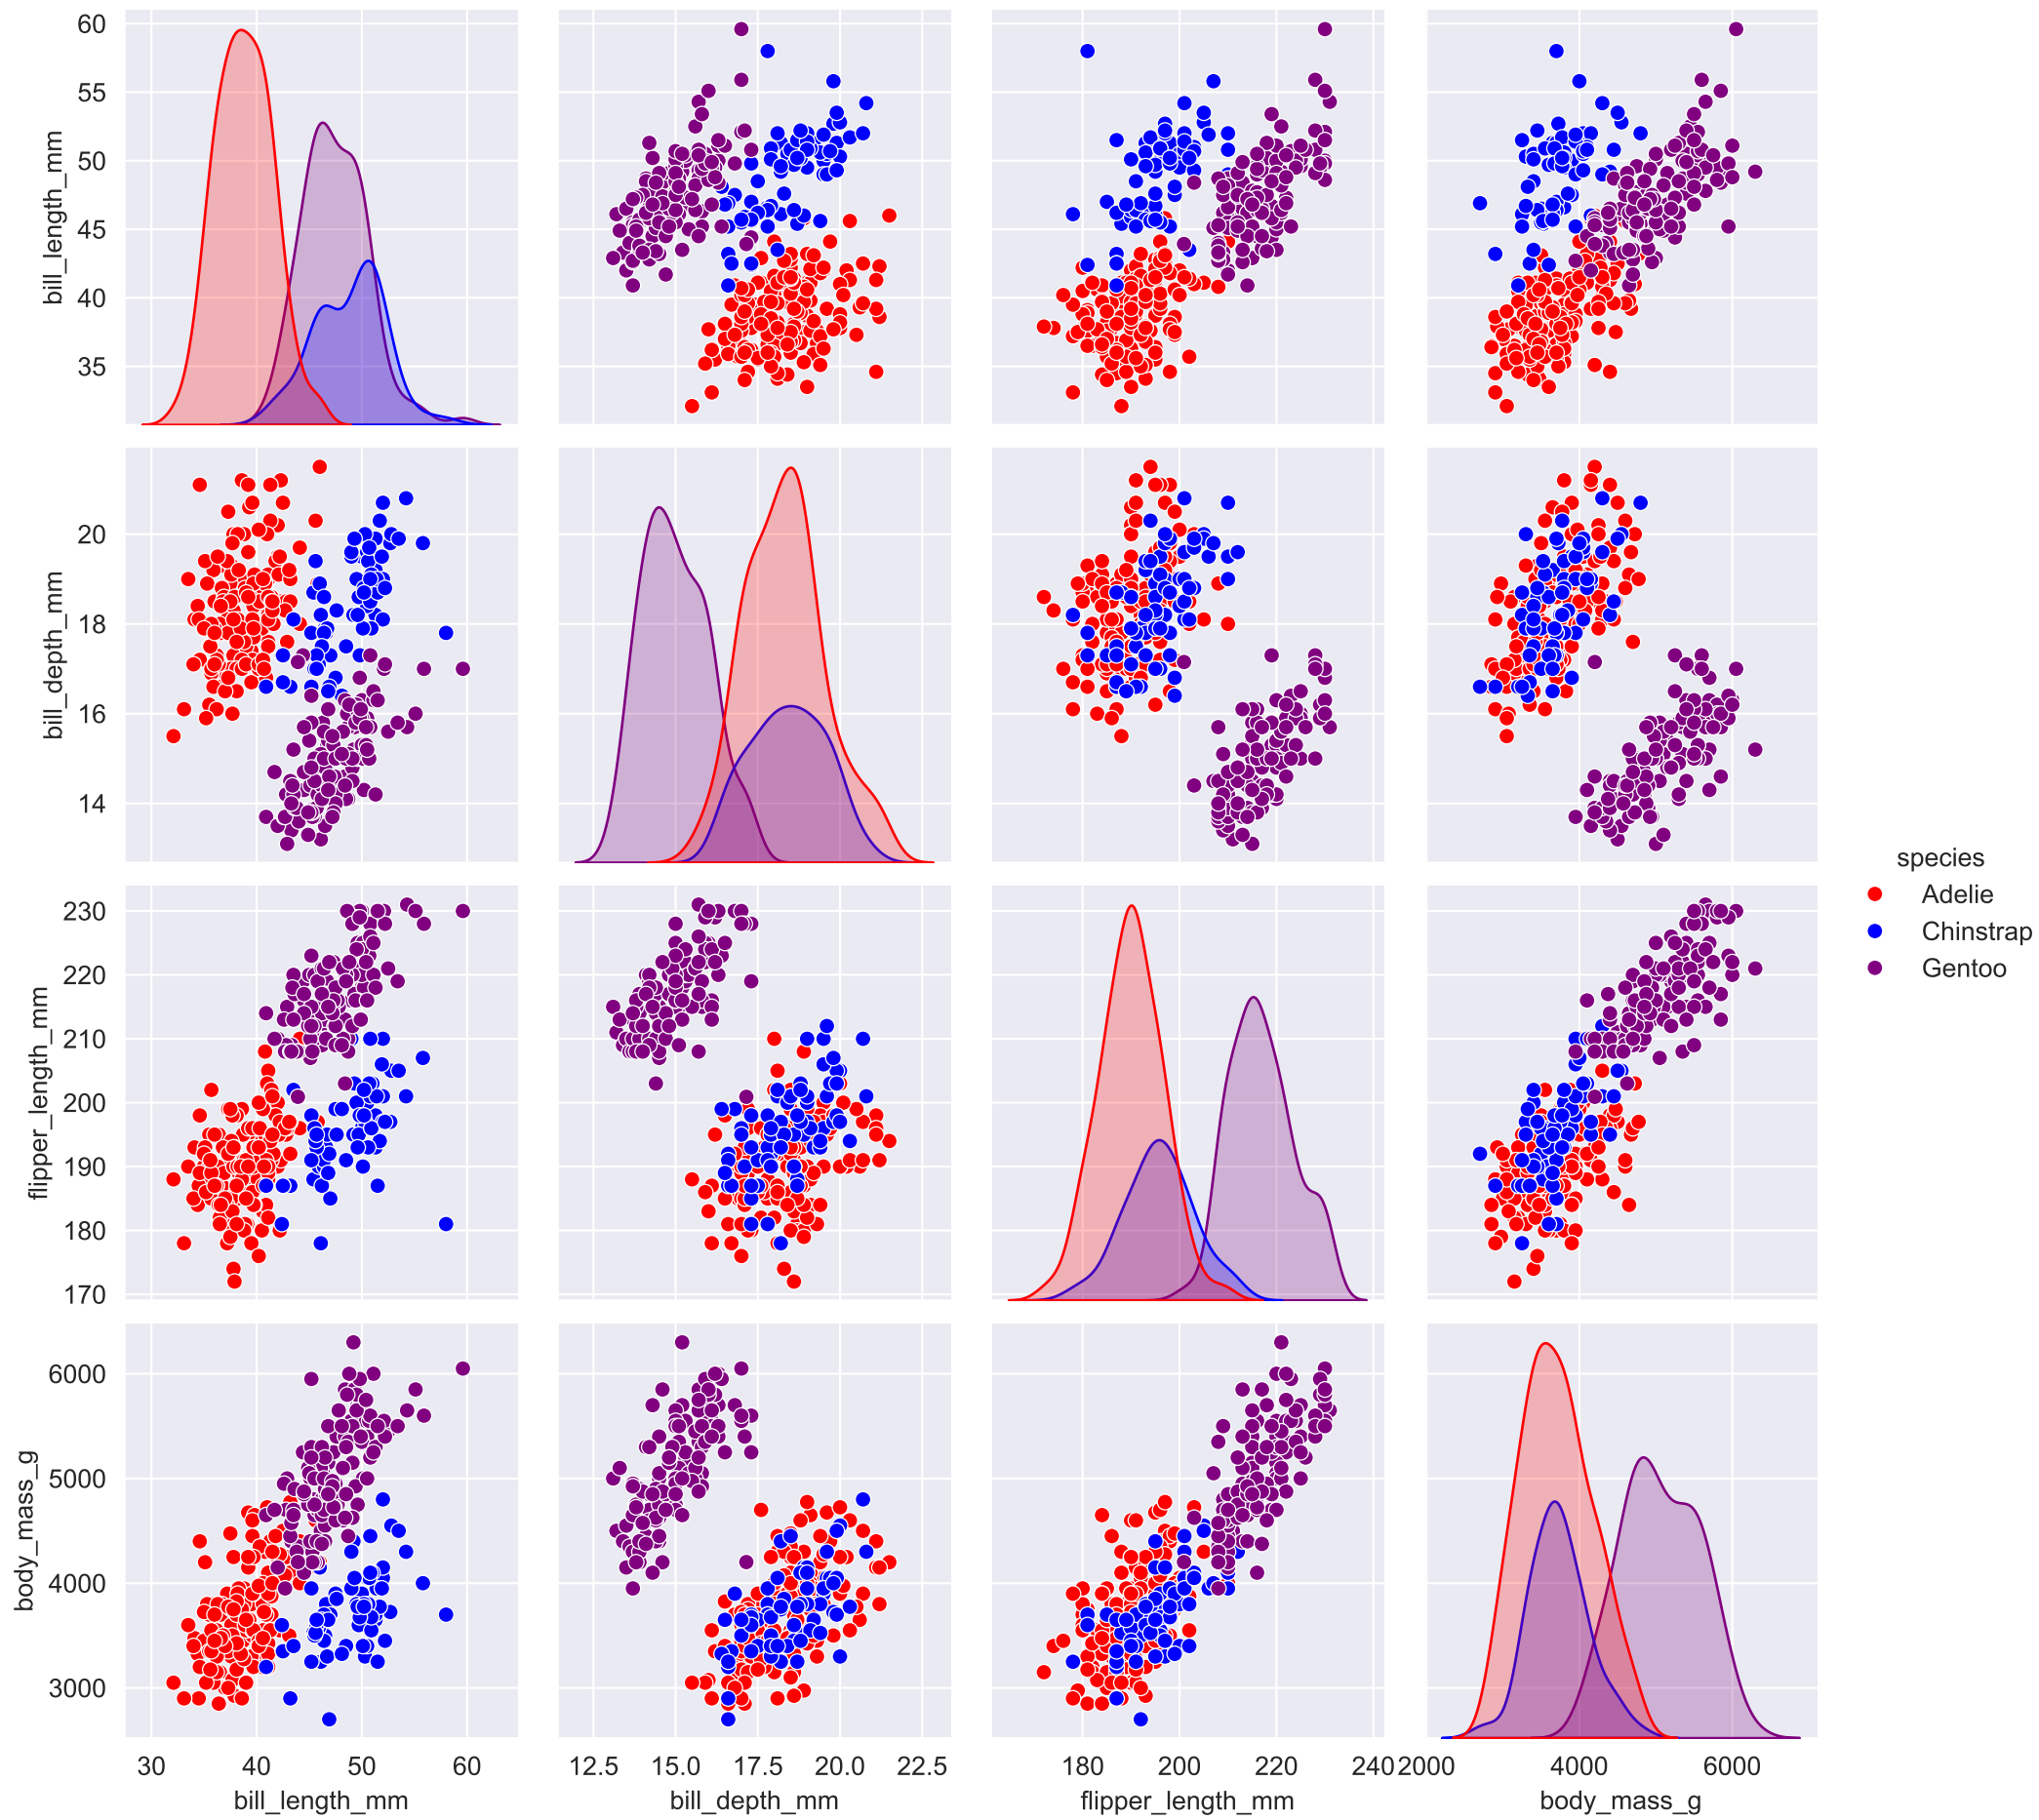 60
55
50
45
40
35
bill_length_mm
20
18
16
14
bill_depth_mm
species
Adelie
Chinstrap
Gentoo
230
220
210
200
190
180
170
flipper_length_mm
6000
5000
4000
3000
body_mass_g
30 40 50 60
12.5 15.0 17.5 20.0 22.5
180 200 220 240
2000 4000 6000
bill_length_mm
bill_depth_mm
flipper_length_mm
body_mass_g